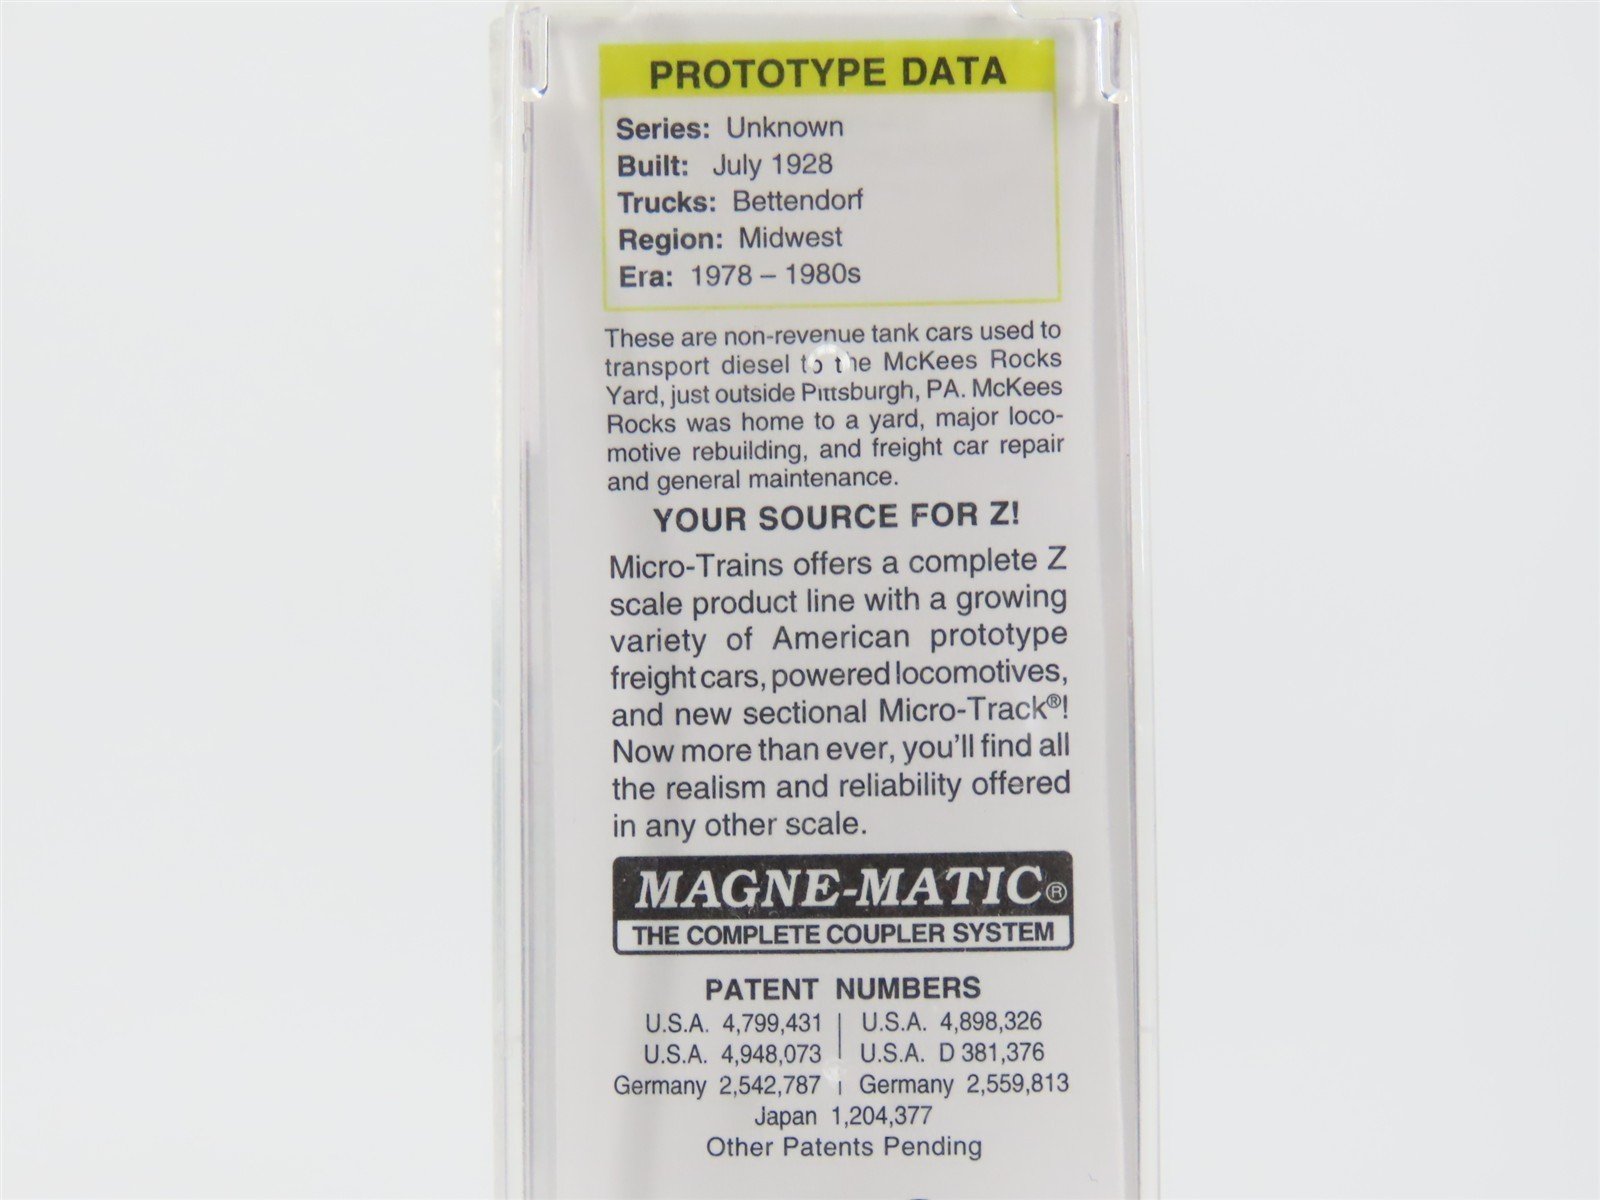 PROTOTYPE DATA
Series: Unknown
Built: July 1928
Trucks: Bettendorf
Region: Midwest
Era: 1978 – 1980s
These are non-revenue tank cars used to
transport diesel to the McKees Rocks
Yard, just outside Pittsburgh, PA. McKees
Rocks was home to a yard, major loco-
motive rebuilding, and freight car repair
and general maintenance.
YOUR SOURCE FOR Z!
Micro-Trains offers a complete Z
scale product line with a growing
variety of American prototype
freight cars, powered locomotives,
and new sectional Micro-Track®!
Now more than ever, you'll find all
the realism and reliability offered
in any other scale.
MAGNE-MATIC®
THE COMPLETE COUPLER SYSTEM
PATENT NUMBERS
U.S.A. 4,799,431 | U.S.A. 4,898,326
U.S.A. 4,948,073 | U.S.A. D 381,376
Germany 2,542,787 | Germany 2,559,813
Japan 1,204,377
Other Patents Pending